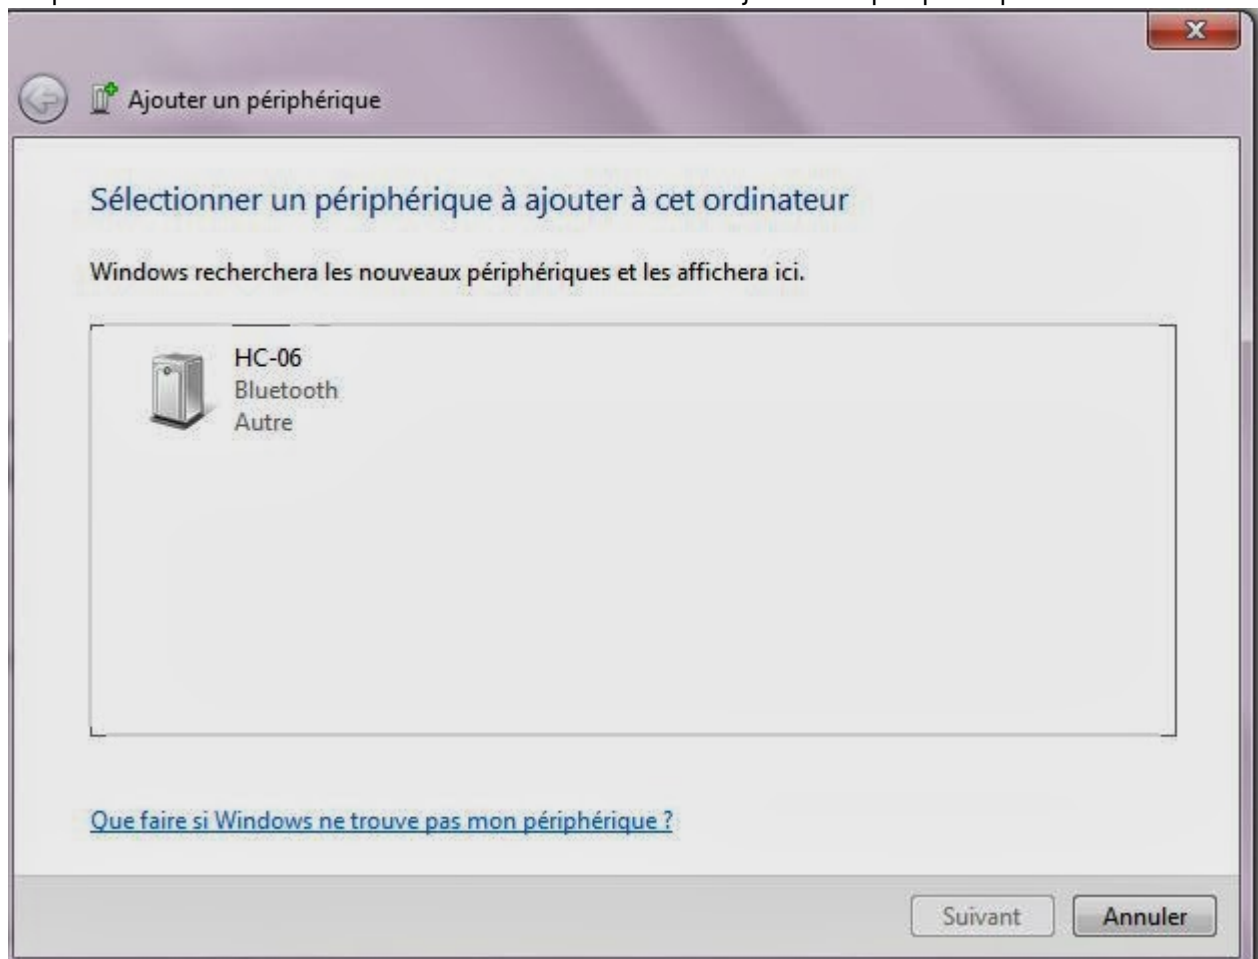 Ajouter un périphérique
Sélectionner un périphérique à ajouter à cet ordinateur
Windows recherchera les nouveaux périphériques et les affichera ici.
HC-06
Bluetooth
Autre
Que faire si Windows ne trouve pas mon périphérique ?
Suivant Annuler